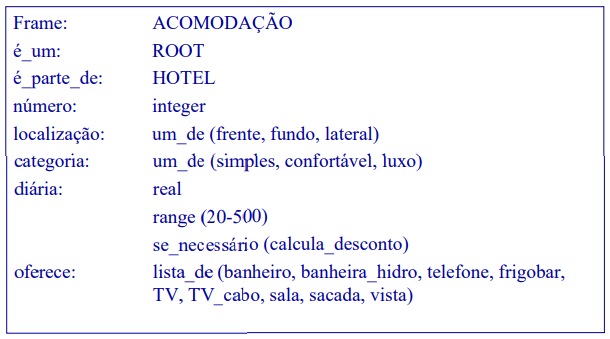 Frame: ACOMODAÇÃO
é_um: ROOT
é_parte_de: HOTEL
número: integer
localização: um_de (frente, fundo, lateral)
categoria: um_de (simples, confortável, luxo)
diária: real
range (20-500)
se_necessário (calcula_desconto)
oferece: lista_de (banheiro, banheira_hidro, telefone, frigobar,
TV, TV_cabo, sala, sacada, vista)